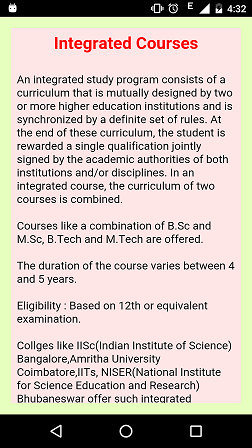 E 4:32
Integrated Courses
An integrated study program consists of a
curriculum that is mutually designed by two
or more higher education institutions and is
synchronized by a definite set of rules. At
the end of these curriculum, the student is
rewarded a single qualification jointly
signed by the academic authorities of both
institutions and/or disciplines. In an
integrated course, the curriculum of two
courses is combined.
Courses like a combination of B.Sc and
M.Sc, B.Tech and M.Tech are offered.
The duration of the course varies between 4
and 5 years.
Eligibility : Based on 12th or equivalent
examination.
Collges like IISc(Indian Institute of Science)
Bangalore,Amritha University
Coimbatore,IITs, NISER(National Institute
for Science Education and Research)
Bhubaneswar offer such integrated